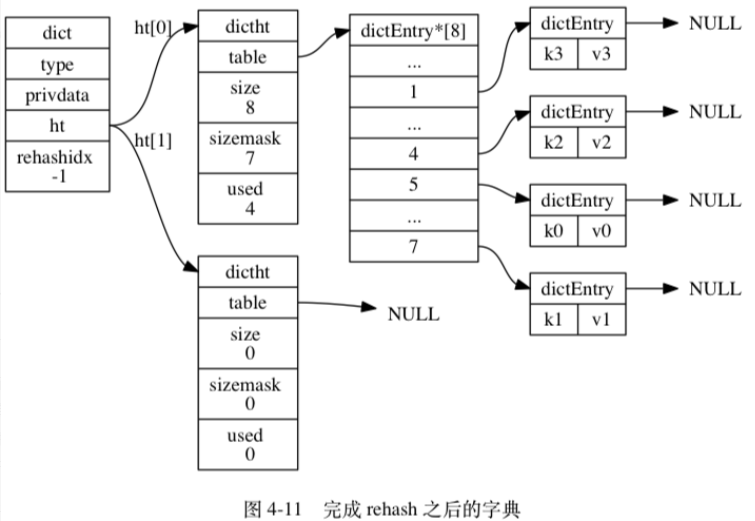 dict
type
privdata
ht
rehashidx
-1
ht[0]
ht[1]
dictht
table
size
8
sizemask
7
used
4
dictht
table
size
0
sizemask
0
used
0
dictEntry*[8]
...
1
...
4
5
...
7
NULL
dictEntry
k3 v3
NULL
dictEntry
k2 v2
NULL
dictEntry
k0 v0
NULL
dictEntry
k1 v1
NULL
图 4-11 完成 rehash 之后的字典